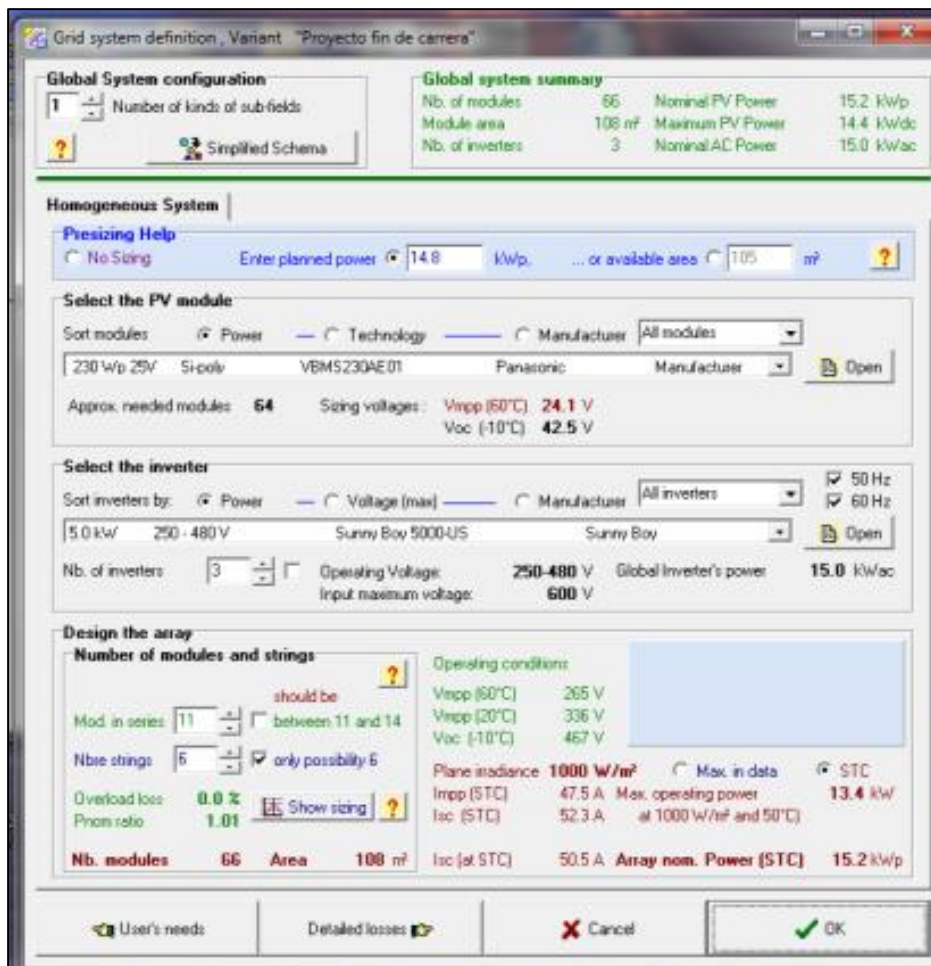 Grid system definition, Variant "Proyecto fin de carrera"
Global System configuration
1 Number of kinds of sub-fields
? Simplified Schema
Global system summary
Nb. of modules 66 Nominal PV Power 15.2 kWp
Module area 108 m² Maximum PV Power 14.4 kWdc
Nb. of inverters 3 Nominal AC Power 15.0 kWac
Homogeneous System
Presizing Help
No Sizing Enter planned power 14.8 kWp, ... or available area 105 m² ?
Select the PV module
Sort modules Power Technology Manufacturer All modules
230 Wp 25V Si-poly VBMS230AE01 Panasonic Manufacturer Open
Approx. needed modules 64 Sizing voltages : Vmpp (60°C) 24.1 V
Voc (-10°C) 42.5 V
Select the inverter
Sort inverters by: Power Voltage (max) Manufacturer All inverters 50 Hz
60 Hz
5.0 kW 250 - 480 V Sunny Boy 5000-US Sunny Boy Open
Nb. of inverters 3 Operating Voltage: 250-480 V Global Inverter's power 15.0 kWac
Input maximum voltage: 600 V
Design the array
Number of modules and strings
?
should be
Mod. in series 11 between 11 and 14
Nbre strings 6 only possibility 6
Overload loss 0.0 % Show sizing ?
Pnom ratio 1.01
Nb. modules 66 Area 108 m²
Operating conditions
Vmpp (60°C) 265 V
Vmpp (20°C) 336 V
Voc (-10°C) 467 V
Plane irradiance 1000 W/m² Max. in data STC
Impp (STC) 47.5 A Max. operating power 13.4 kW
Isc (STC) 52.3 A at 1000 W/m² and 50°C)
Isc (at STC) 50.5 A Array nom. Power (STC) 15.2 kWp
User's needs Detailed losses Cancel OK